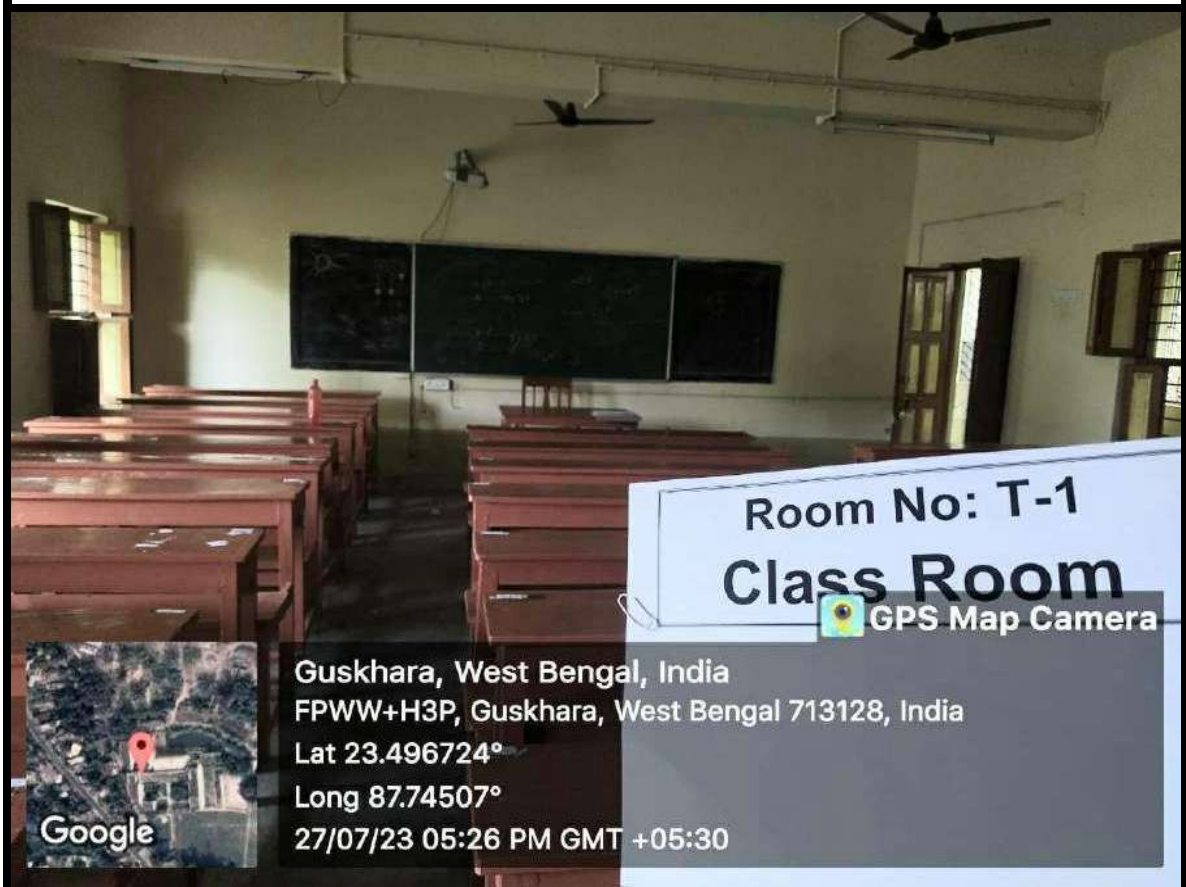 Room No: T-1
Class Room
GPS Map Camera
Guskhara, West Bengal, India
FPWW+H3P, Guskhara, West Bengal 713128, India
Lat 23.496724°
Long 87.74507°
27/07/23 05:26 PM GMT +05:30
Google